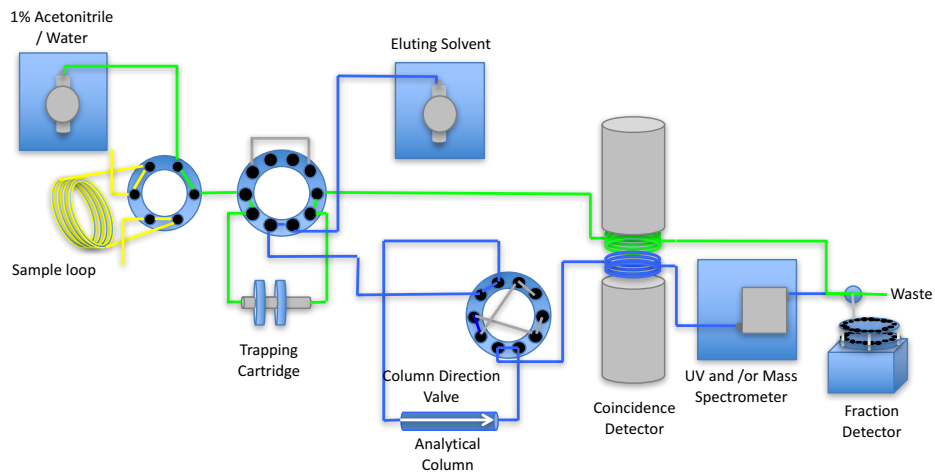 1% Acetonitrile
/ Water
Eluting Solvent
Sample loop
Waste
Trapping
Cartridge
Column Direction
Valve
UV and /or Mass
Spectrometer
Coincidence
Detector
Fraction
Detector
Analytical
Column